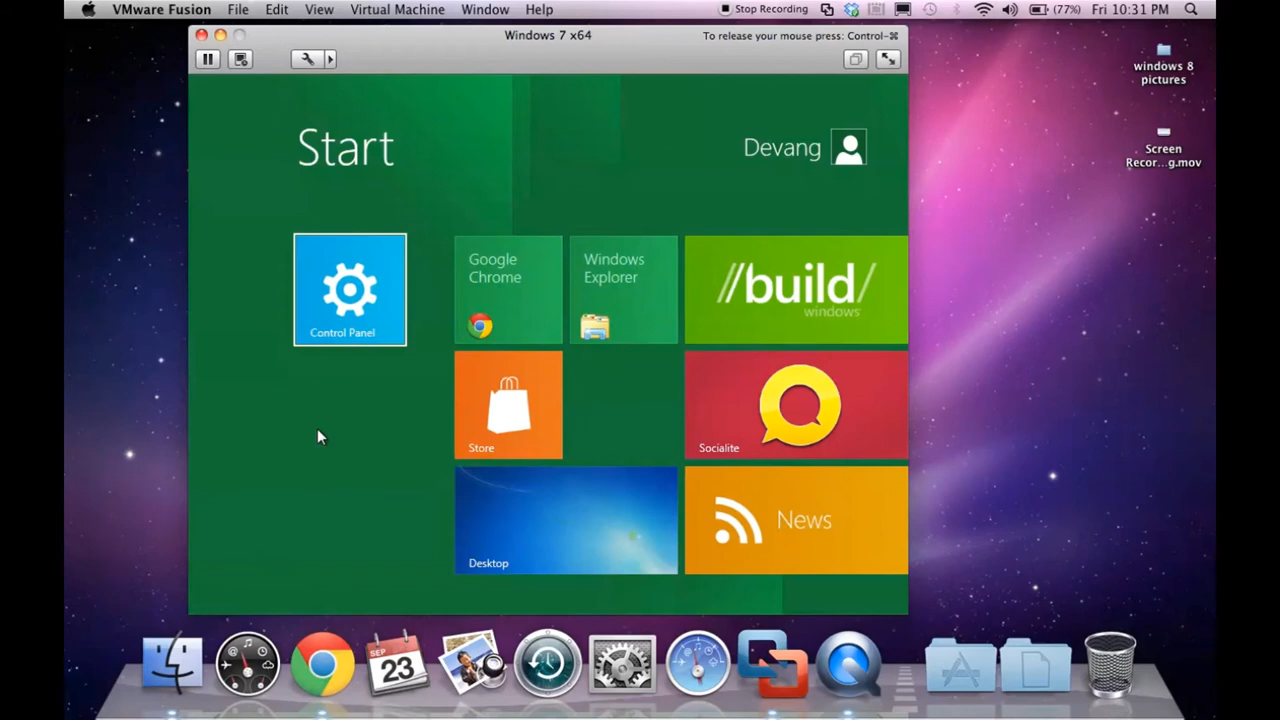 VMware Fusion File Edit View Virtual Machine Window Help Stop Recording (77%) Fri 10:31 PM
Windows 7 x64 To release your mouse press: Control-⌘
windows 8
pictures
Screen
Recor...g.mov
Start
Devang
Control Panel
Google
Chrome
Windows
Explorer
//build/
windows
Store
Socialite
Desktop
News
SEP
23